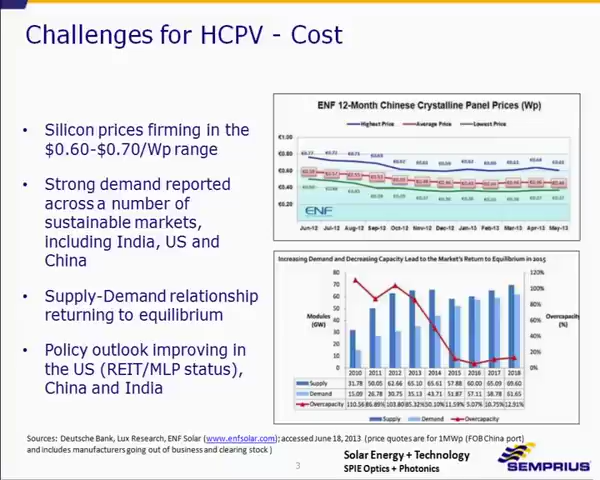 Challenges for HCPV - Cost
• Silicon prices firming in the
$0.60-$0.70/Wp range
• Strong demand reported
across a number of
sustainable markets,
including India, US and
China
• Supply-Demand relationship
returning to equilibrium
• Policy outlook improving in
the US (REIT/MLP status),
China and India
ENF 12-Month Chinese Crystalline Panel Prices (Wp)
Highest Price Average Price Lowest Price
€1.00
€0.80
€0.60
€0.40
€0.20
ENF
Jun-12 Jul-12 Aug-12 Sep-12 Oct-12 Nov-12 Dec-12 Jan-13 Feb-13 Mar-13 Apr-13 May-13
Increasing Demand and Decreasing Capacity Lead to the Market's Return to Equilibrium in 2015
Modules
(GW)
80
70
60
50
40
30
20
10
0
120%
100%
80%
60%
40%
20%
0%
Overcapacity
(%)
2010 2011 2012 2013 2014 2015 2016 2017 2018
Supply 31.78 50.05 62.66 65.10 65.61 57.88 60.00 65.09 69.60
Demand 15.09 26.78 30.75 35.13 43.71 51.87 57.11 58.78 61.65
Overcapacity 110.56 86.89% 103.80 85.32% 50.10% 11.59% 5.07% 10.75% 12.91%
Supply Demand Overcapacity
Sources: Deutsche Bank, Lux Research, ENF Solar (www.enfsolar.com); accessed June 18, 2013 (price quotes are for 1MWp (FOB China port)
and includes manufacturers going out of business and clearing stock )
3
Solar Energy + Technology
SPIE Optics + Photonics
SEMPRIUS